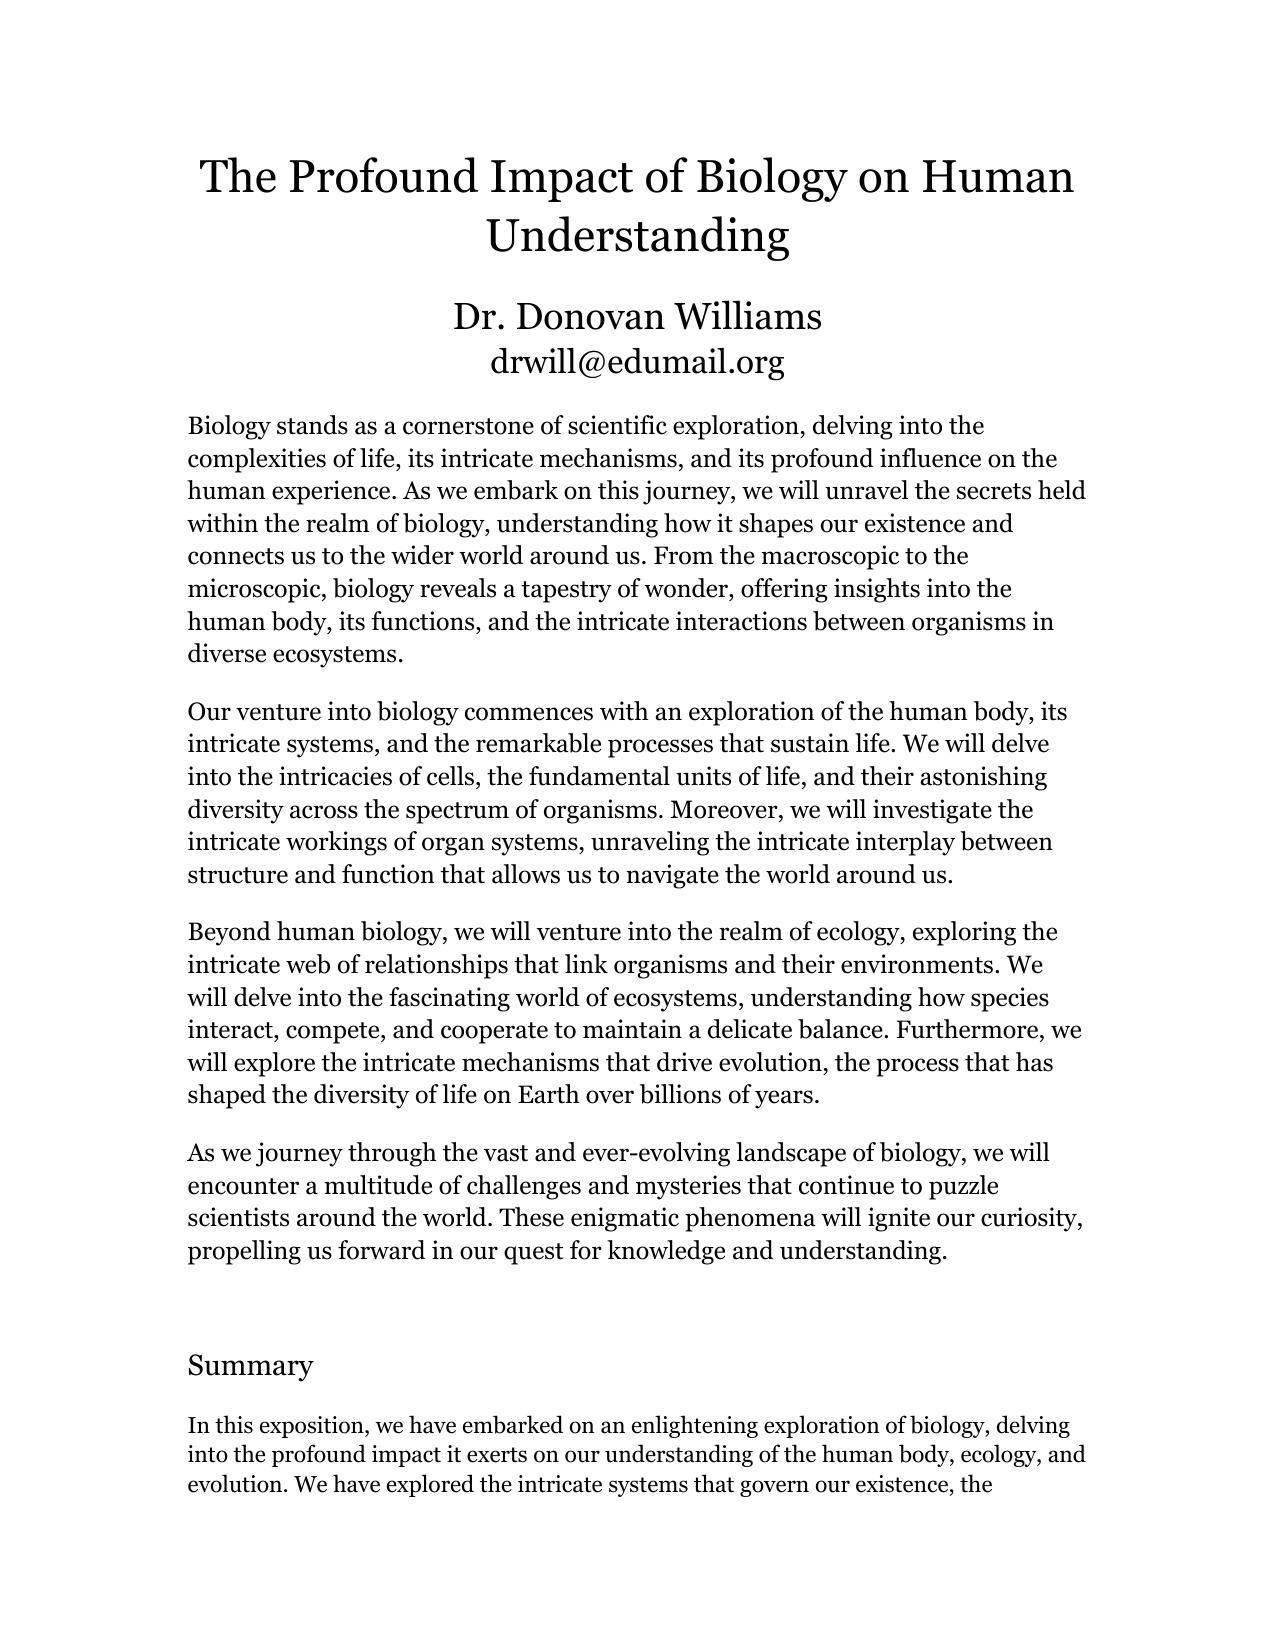 The Profound Impact of Biology on Human
Understanding
Dr. Donovan Williams
drwill@edumail.org
Biology stands as a cornerstone of scientific exploration, delving into the
complexities of life, its intricate mechanisms, and its profound influence on the
human experience. As we embark on this journey, we will unravel the secrets held
within the realm of biology, understanding how it shapes our existence and
connects us to the wider world around us. From the macroscopic to the
microscopic, biology reveals a tapestry of wonder, offering insights into the
human body, its functions, and the intricate interactions between organisms in
diverse ecosystems.
Our venture into biology commences with an exploration of the human body, its
intricate systems, and the remarkable processes that sustain life. We will delve
into the intricacies of cells, the fundamental units of life, and their astonishing
diversity across the spectrum of organisms. Moreover, we will investigate the
intricate workings of organ systems, unraveling the intricate interplay between
structure and function that allows us to navigate the world around us.
Beyond human biology, we will venture into the realm of ecology, exploring the
intricate web of relationships that link organisms and their environments. We
will delve into the fascinating world of ecosystems, understanding how species
interact, compete, and cooperate to maintain a delicate balance. Furthermore, we
will explore the intricate mechanisms that drive evolution, the process that has
shaped the diversity of life on Earth over billions of years.
As we journey through the vast and ever-evolving landscape of biology, we will
encounter a multitude of challenges and mysteries that continue to puzzle
scientists around the world. These enigmatic phenomena will ignite our curiosity,
propelling us forward in our quest for knowledge and understanding.
Summary
In this exposition, we have embarked on an enlightening exploration of biology, delving
into the profound impact it exerts on our understanding of the human body, ecology, and
evolution. We have explored the intricate systems that govern our existence, the